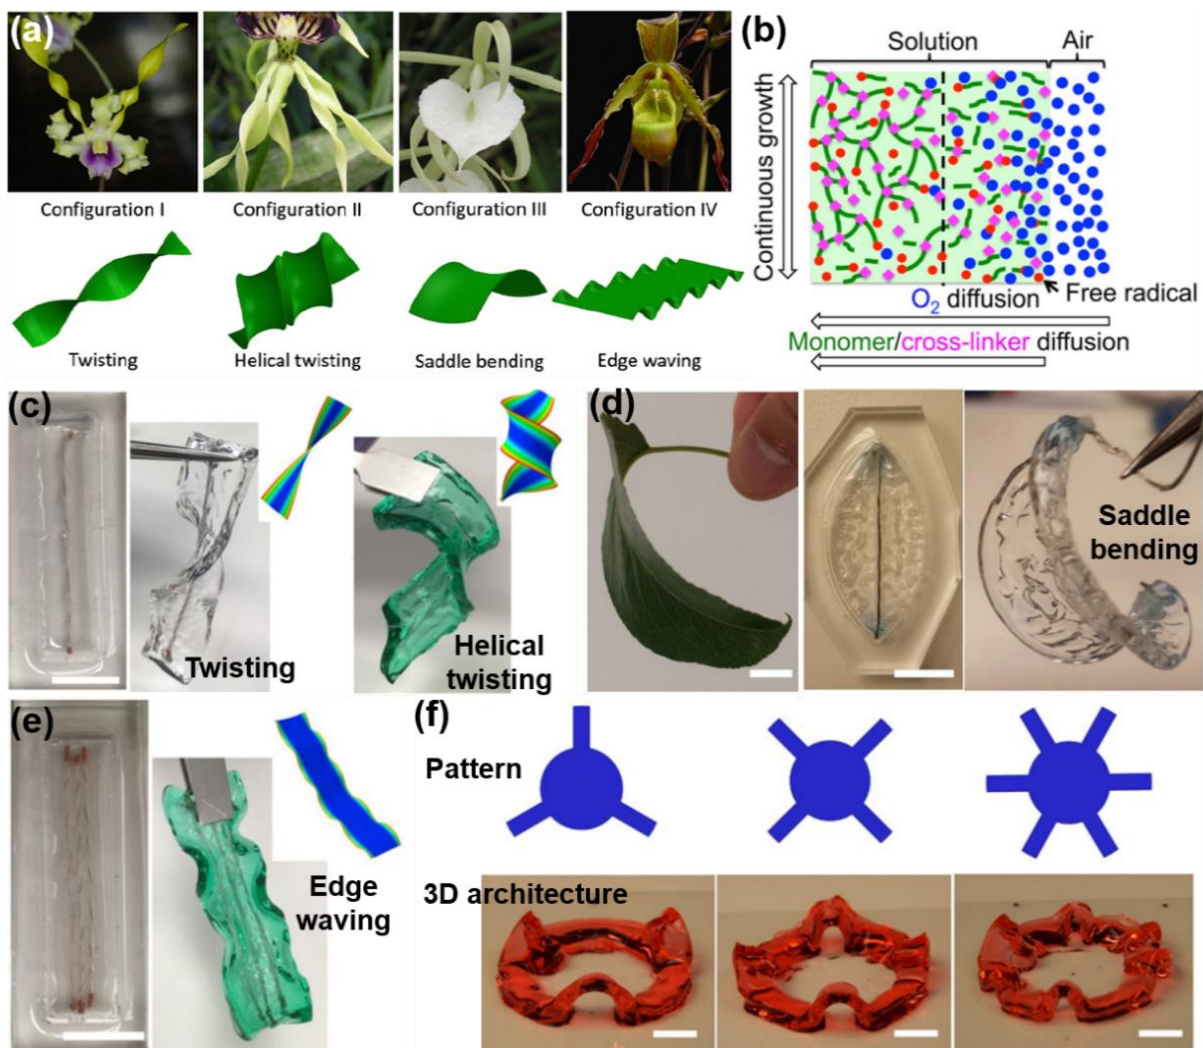 (a)
Configuration I
Configuration II
Configuration III
Configuration IV
Twisting
Helical twisting
Saddle bending
Edge waving
(b)
Solution
Air
Continuous growth
O₂ diffusion
Free radical
Monomer/cross-linker diffusion
(c)
Twisting
Helical
twisting
(d)
Saddle
bending
(e)
Edge
waving
(f)
Pattern
3D architecture